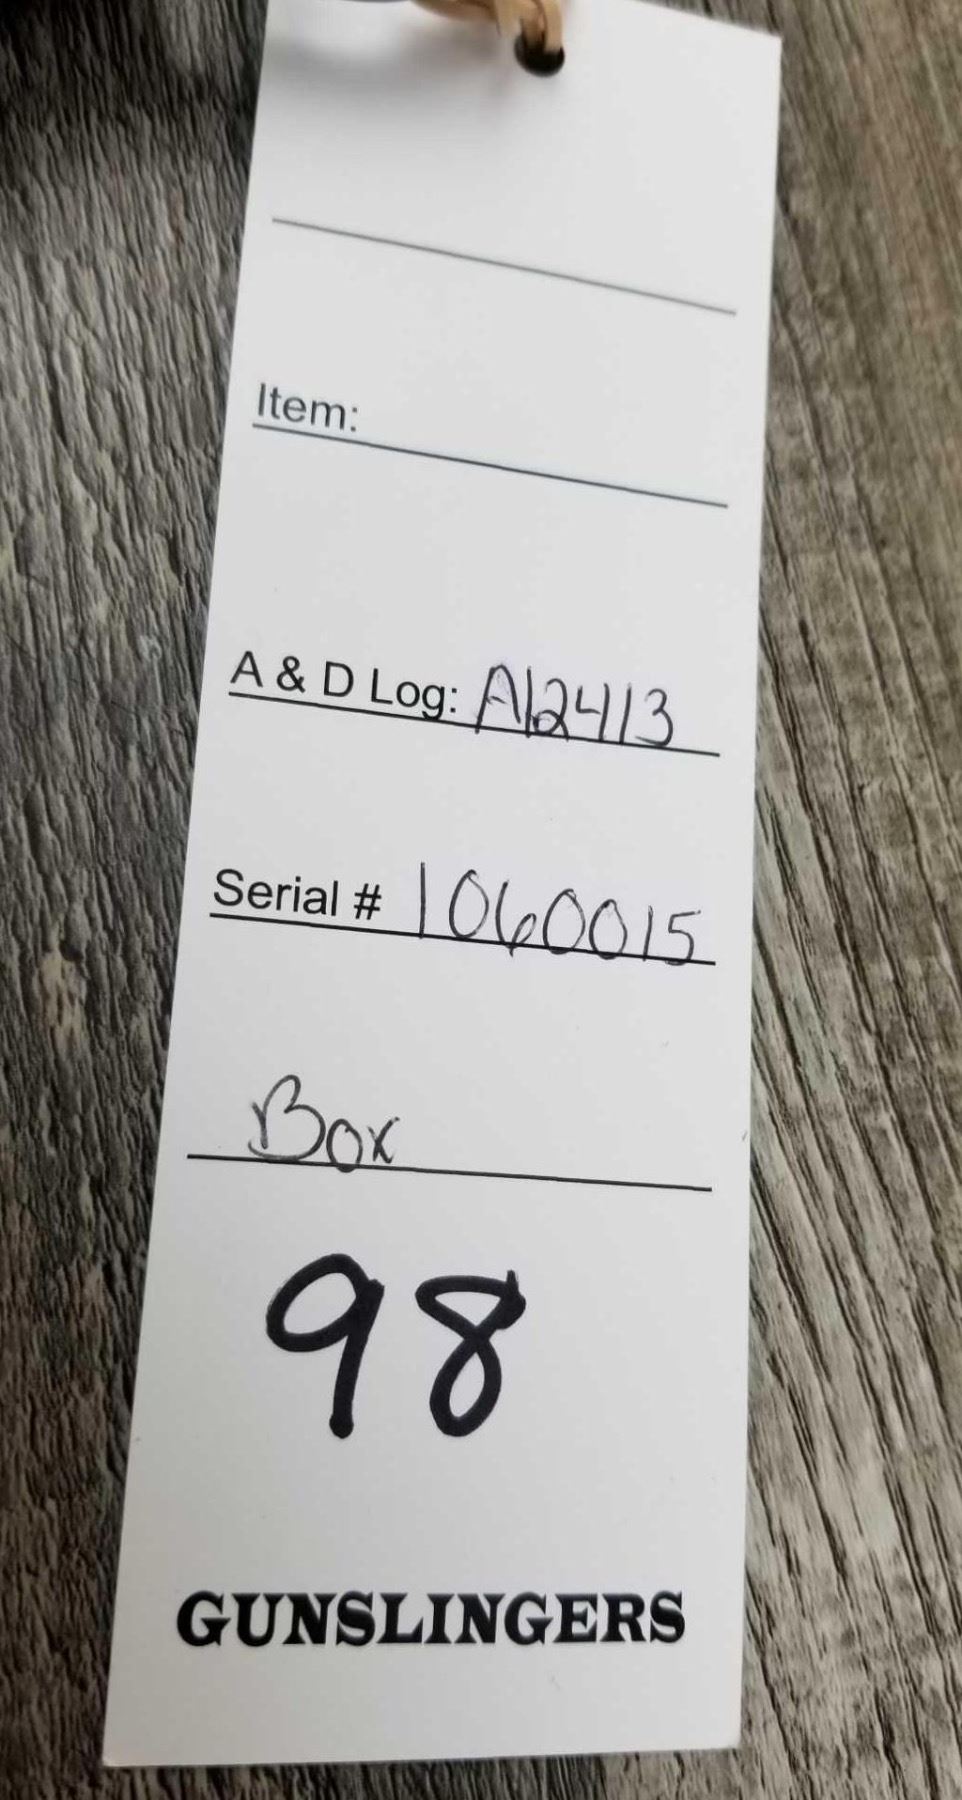 Item:
A & D Log: A12413
Serial # 1060015
Box
98
GUNSLINGERS